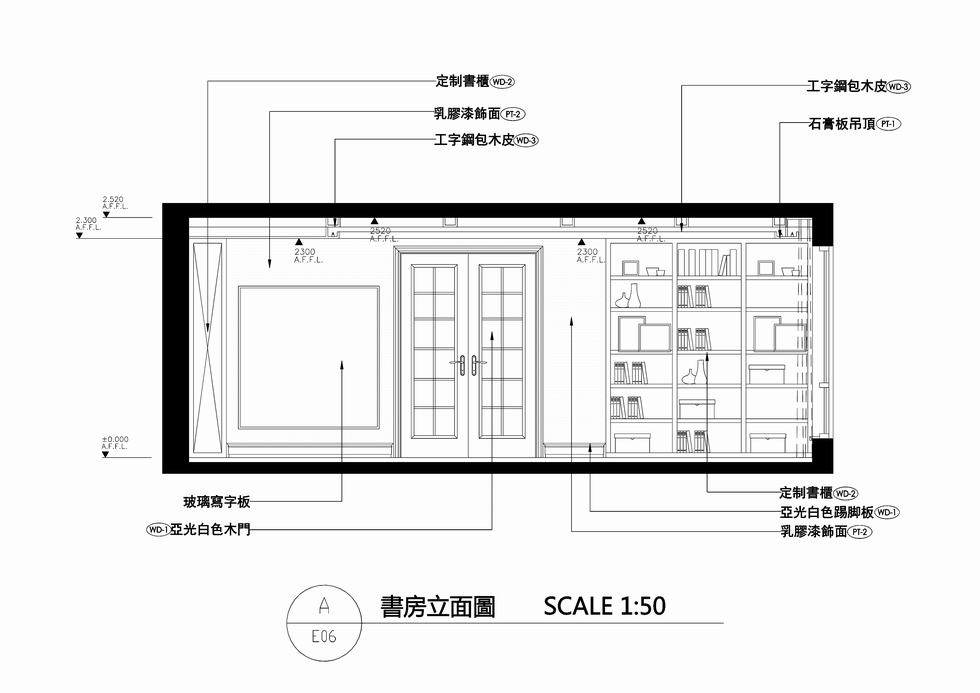 定制書櫃 WD-2
工字鋼包木皮 WD-3
乳膠漆飾面 PT-2
石膏板吊頂 PT-1
工字鋼包木皮 WD-3
2.520
A.F.F.L.
2.300
A.F.F.L.
2520
A.F.F.L.
2520
A.F.F.L.
2300
A.F.F.L.
2300
A.F.F.L.
±0.000
A.F.F.L.
玻璃寫字板
WD-1 亞光白色木門
定制書櫃 WD-2
亞光白色踢脚板 WD-1
乳膠漆飾面 PT-2
A
E06
書房立面圖 SCALE 1:50